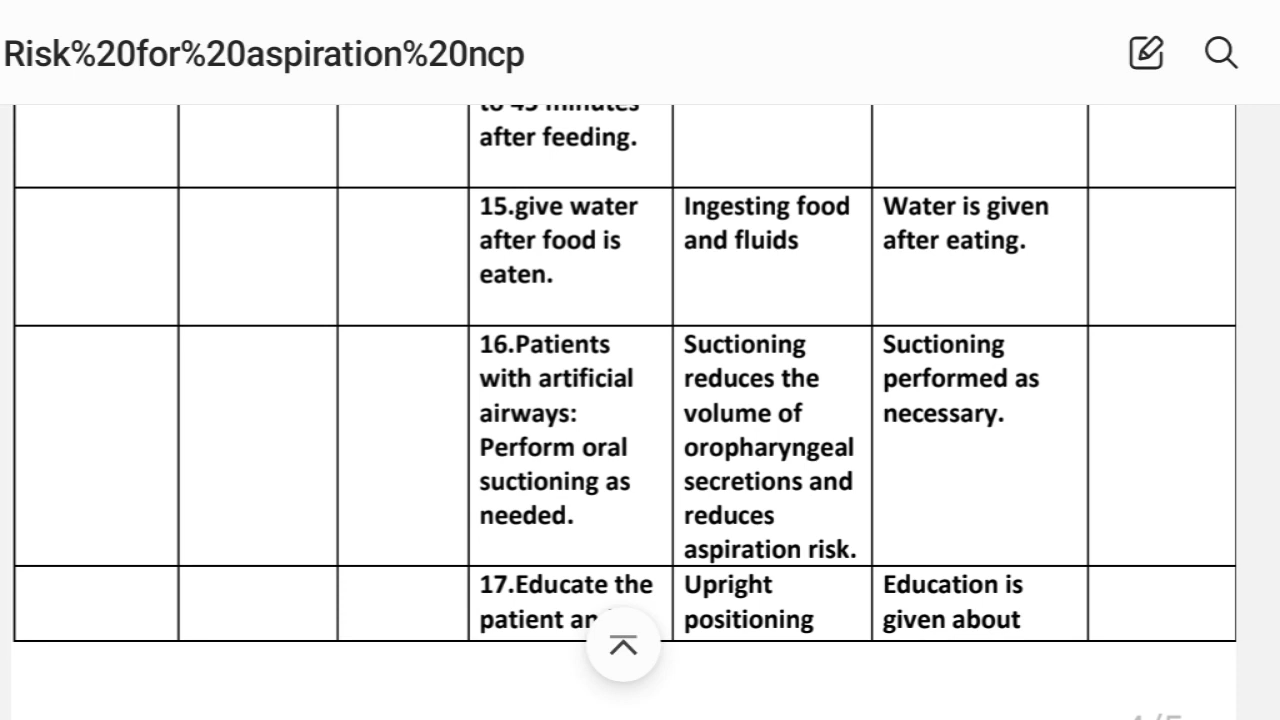 Risk%20for%20aspiration%20ncp
to 45 minutes
after feeding.
15.give water
after food is
eaten.
Ingesting food
and fluids
Water is given
after eating.
16.Patients
with artificial
airways:
Perform oral
suctioning as
needed.
Suctioning
reduces the
volume of
oropharyngeal
secretions and
reduces
aspiration risk.
Suctioning
performed as
necessary.
17.Educate the
patient
Upright
positioning
Education is
given about